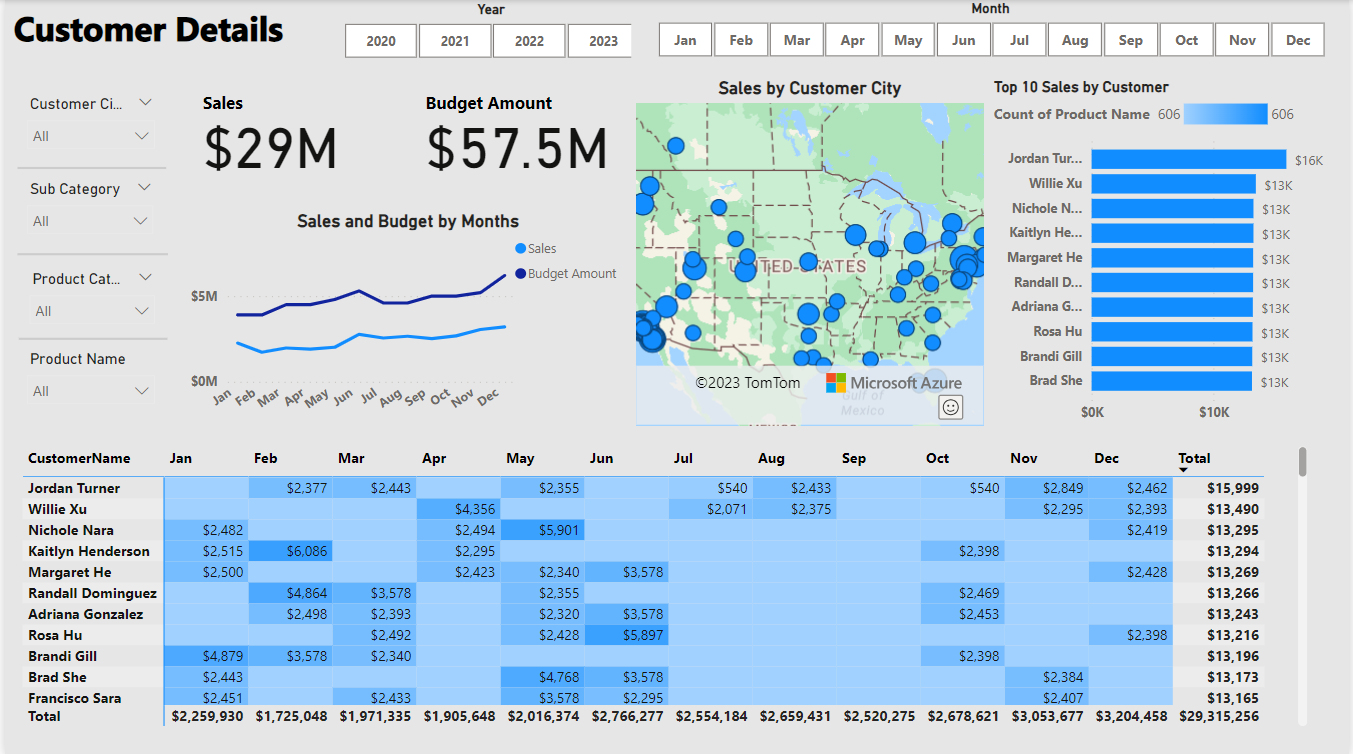 Customer Details
Year
2020 2021 2022 2023
Month
Jan Feb Mar Apr May Jun Jul Aug Sep Oct Nov Dec
Customer Ci...
All
Sub Category
All
Product Cat...
All
Product Name
All
Sales
$29M
Budget Amount
$57.5M
Sales and Budget by Months
Sales
Budget Amount
$5M
$0M
Jan Feb Mar Apr May Jun Jul Aug Sep Oct Nov Dec
Sales by Customer City
UNITED STATES
©2023 TomTom
Microsoft Azure
Gulf of
Mexico
Top 10 Sales by Customer
Count of Product Name 606 606
Jordan Tur... $16K
Willie Xu $13K
Nichole N... $13K
Kaitlyn He... $13K
Margaret He $13K
Randall D... $13K
Adriana G... $13K
Rosa Hu $13K
Brandi Gill $13K
Brad She $13K
$0K $10K
CustomerName Jan Feb Mar Apr May Jun Jul Aug Sep Oct Nov Dec Total
Jordan Turner $2,377 $2,443 $2,355 $540 $2,433 $540 $2,849 $2,462 $15,999
Willie Xu $4,356 $2,071 $2,375 $2,295 $2,393 $13,490
Nichole Nara $2,482 $2,494 $5,901 $2,419 $13,295
Kaitlyn Henderson $2,515 $6,086 $2,295 $2,398 $13,294
Margaret He $2,500 $2,423 $2,340 $3,578 $2,428 $13,269
Randall Dominguez $4,864 $3,578 $2,355 $2,469 $13,266
Adriana Gonzalez $2,498 $2,393 $2,320 $3,578 $2,453 $13,243
Rosa Hu $2,492 $2,428 $5,897 $2,398 $13,216
Brandi Gill $4,879 $3,578 $2,340 $2,398 $13,196
Brad She $2,443 $4,768 $3,578 $2,384 $13,173
Francisco Sara $2,451 $2,433 $3,578 $2,295 $2,407 $13,165
Total $2,259,930 $1,725,048 $1,971,335 $1,905,648 $2,016,374 $2,766,277 $2,554,184 $2,659,431 $2,520,275 $2,678,621 $3,053,677 $3,204,458 $29,315,256